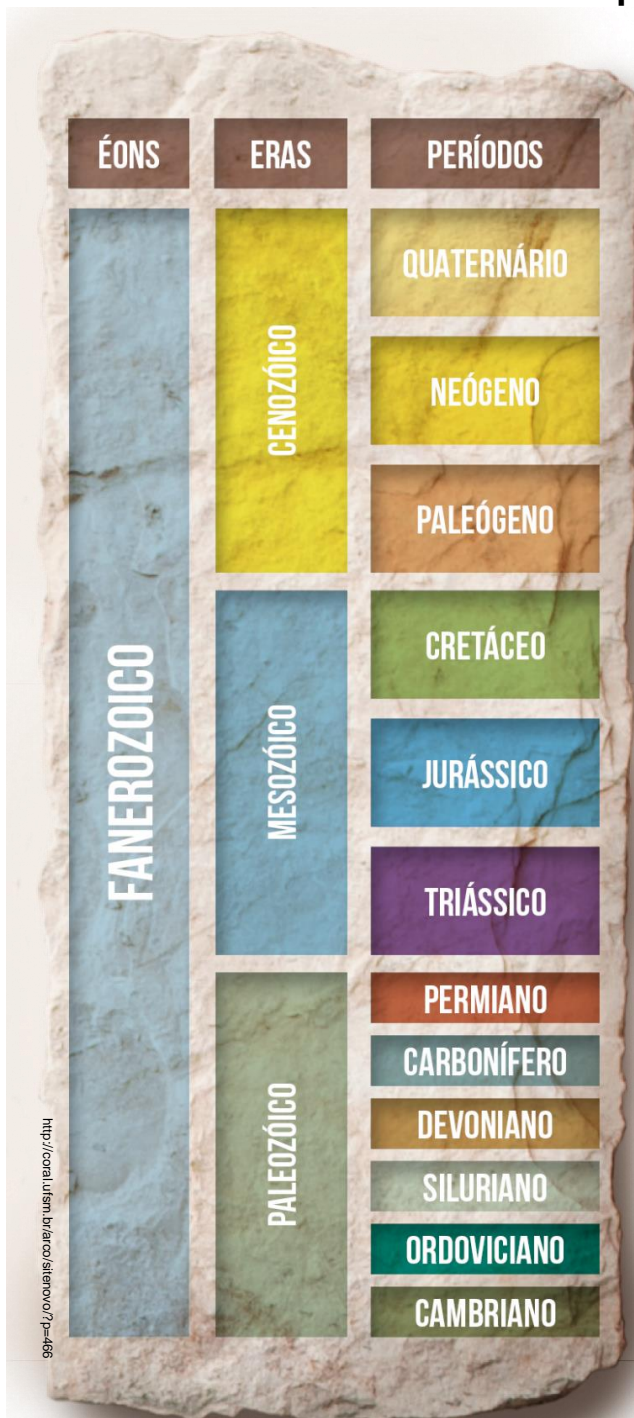 ÉONS ERAS PERÍODOS
FANEROZOICO
CENOZÓICO
QUATERNÁRIO
NEÓGENO
PALEÓGENO
MESOZÓICO
CRETÁCEO
JURÁSSICO
TRIÁSSICO
PALEOZÓICO
PERMIANO
CARBONÍFERO
DEVONIANO
SILURIANO
ORDOVICIANO
CAMBRIANO
http://coral.ufsm.br/arco/sitenovo/?p=466